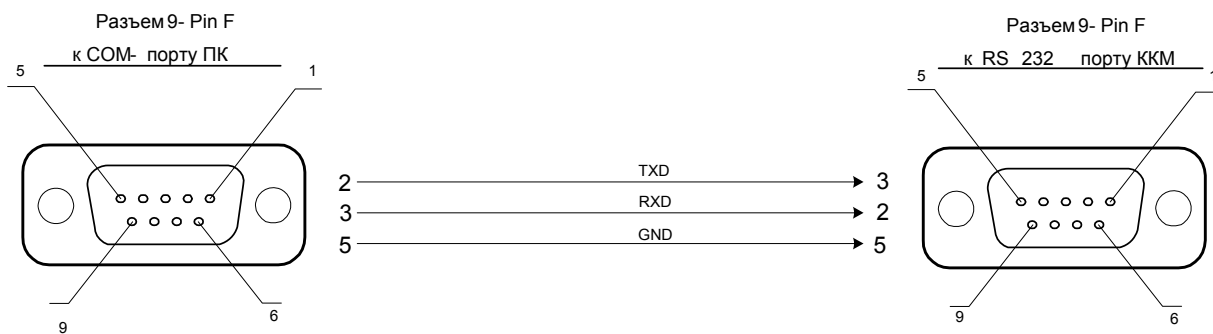 Разъем 9- Pin F
к COM- порту ПК
5
1
9
6
2 TXD 3
3 RXD 2
5 GND 5
Разъем 9- Pin F
к RS 232 порту ККМ
5
1
9
6